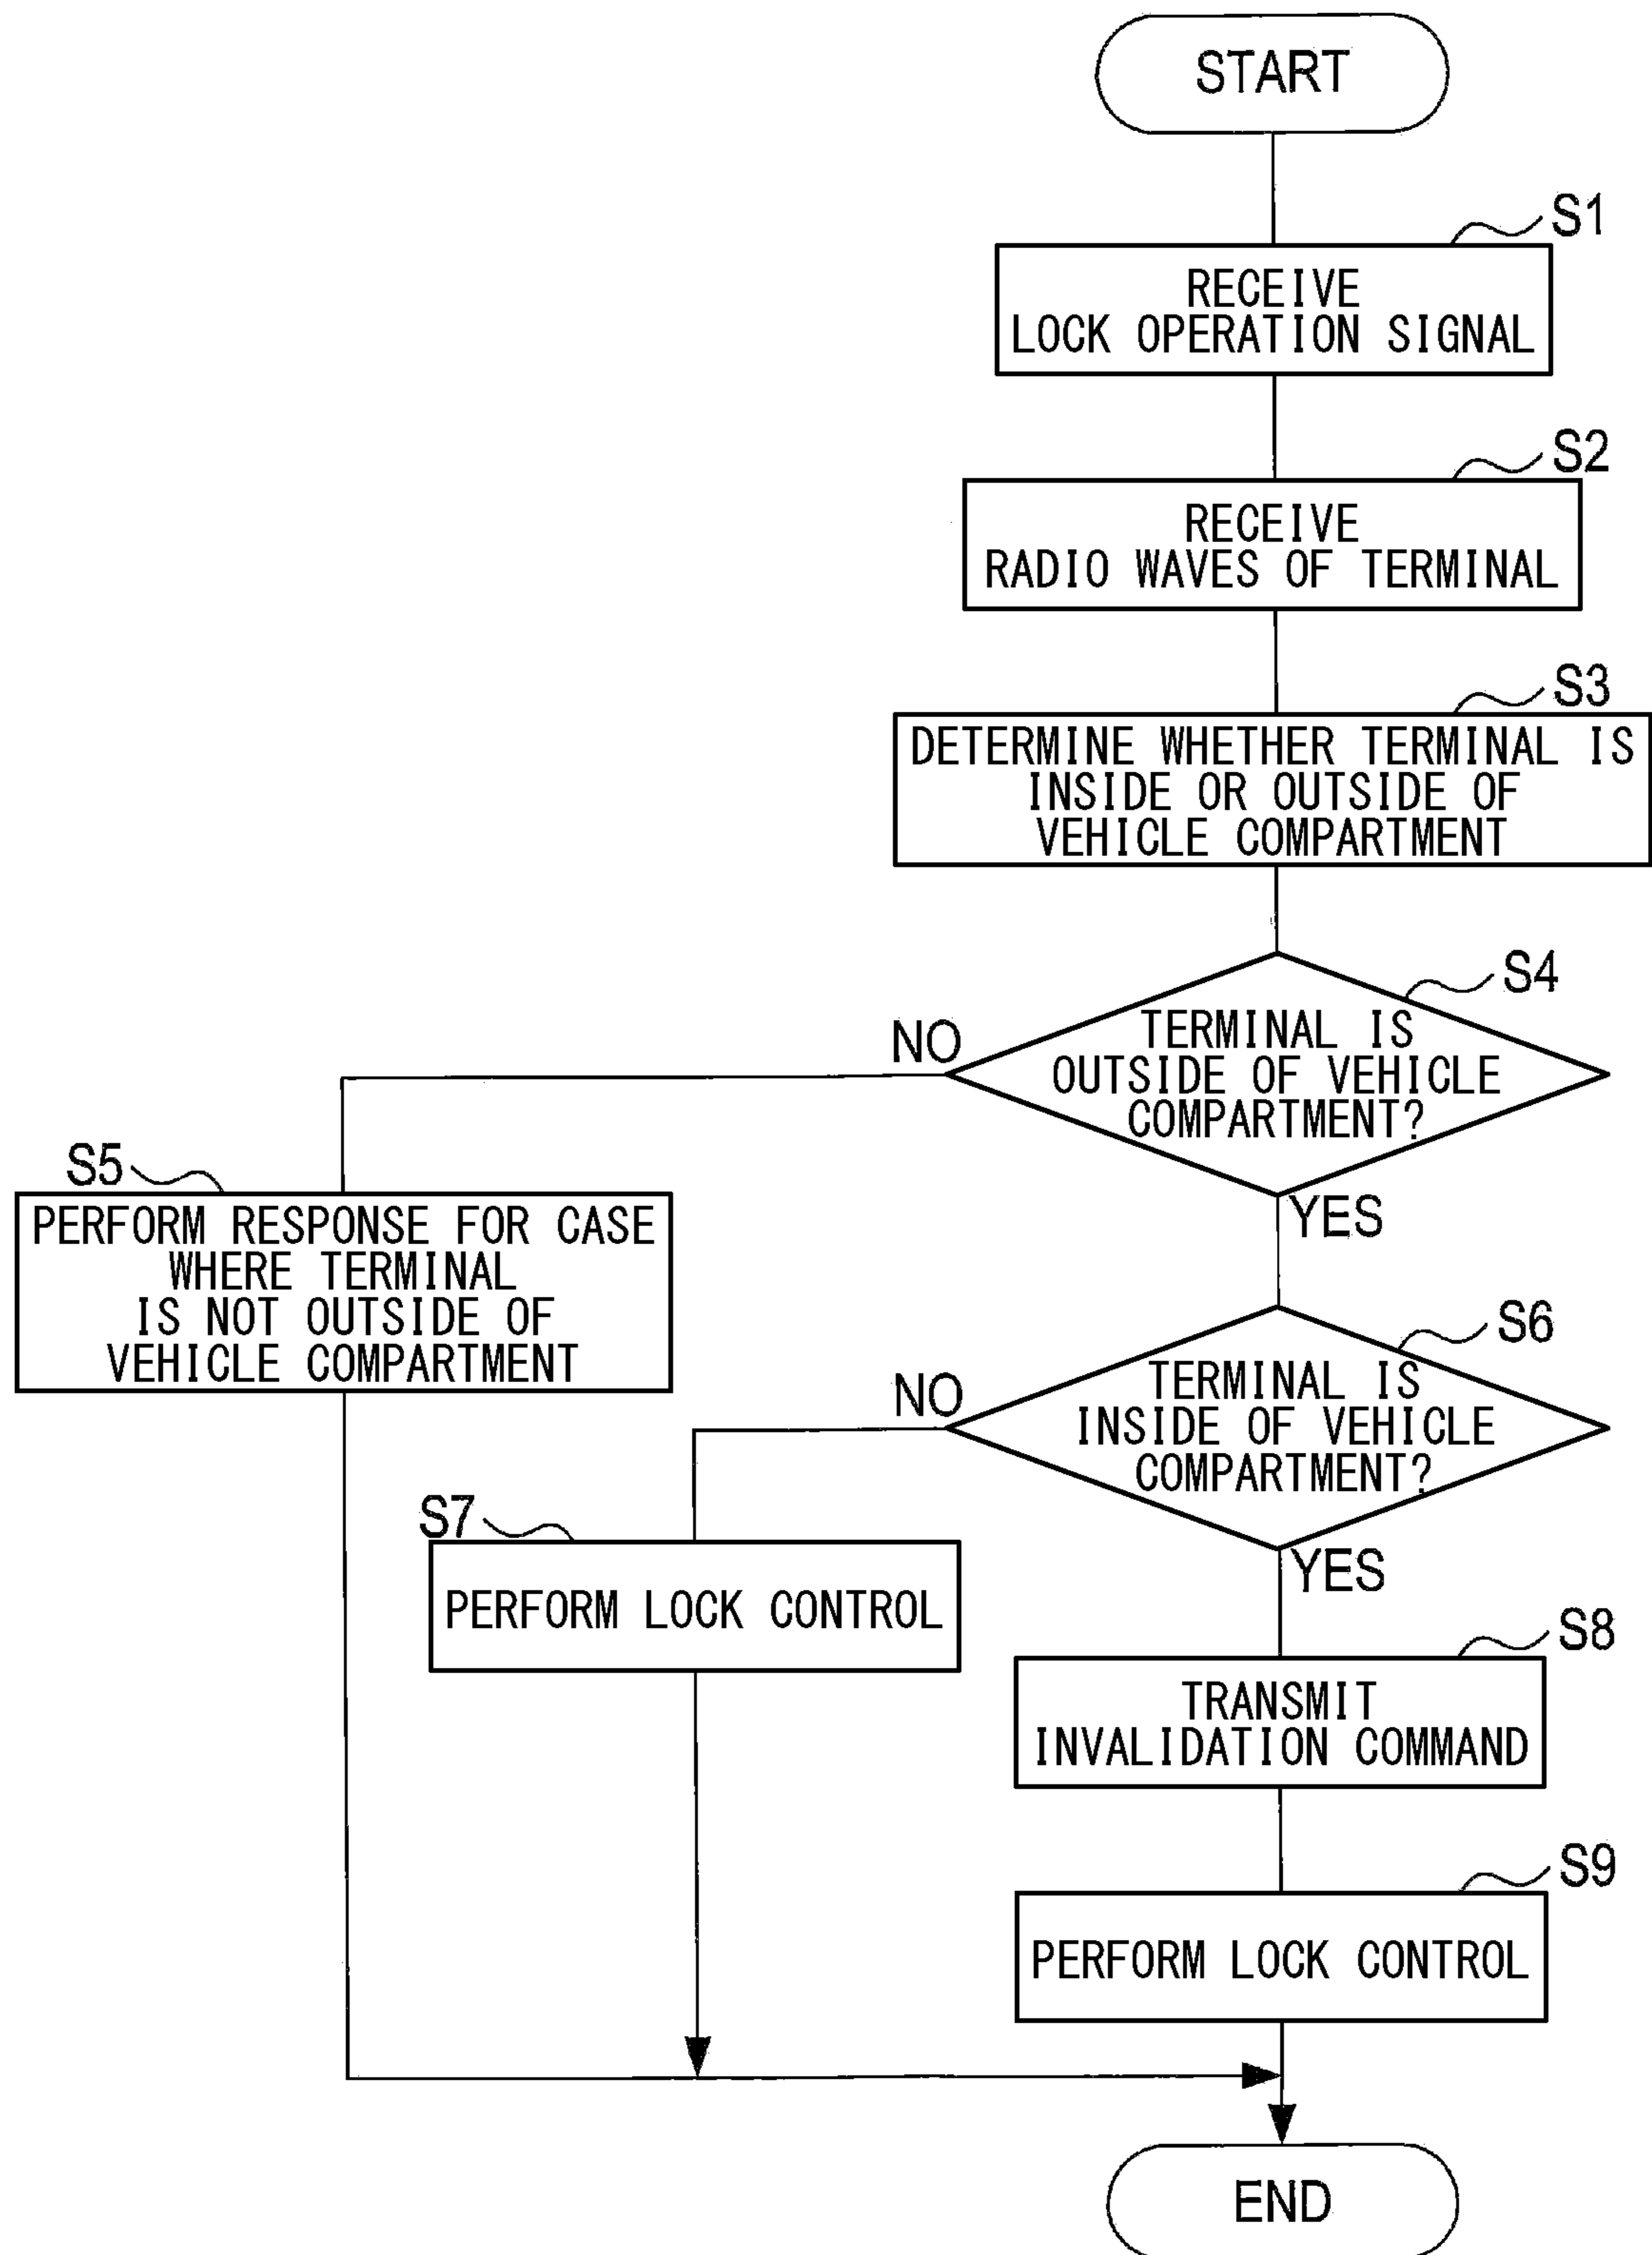 START
S1
RECEIVE
LOCK OPERATION SIGNAL
S2
RECEIVE
RADIO WAVES OF TERMINAL
S3
DETERMINE WHETHER TERMINAL IS
INSIDE OR OUTSIDE OF
VEHICLE COMPARTMENT
S4
TERMINAL IS
OUTSIDE OF VEHICLE
COMPARTMENT?
NO
YES
S5
PERFORM RESPONSE FOR CASE
WHERE TERMINAL
IS NOT OUTSIDE OF
VEHICLE COMPARTMENT
S6
TERMINAL IS
INSIDE OF VEHICLE
COMPARTMENT?
NO
YES
S7
PERFORM LOCK CONTROL
S8
TRANSMIT
INVALIDATION COMMAND
S9
PERFORM LOCK CONTROL
END